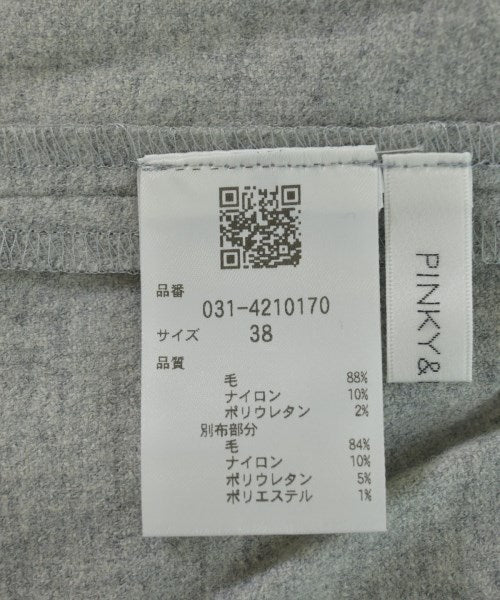 品番
031-4210170
サイズ 38
品質
毛 88%
ナイロン 10%
ポリウレタン 2%
別布部分
毛 84%
ナイロン 10%
ポリウレタン 5%
ポリエステル 1%
PINKY&